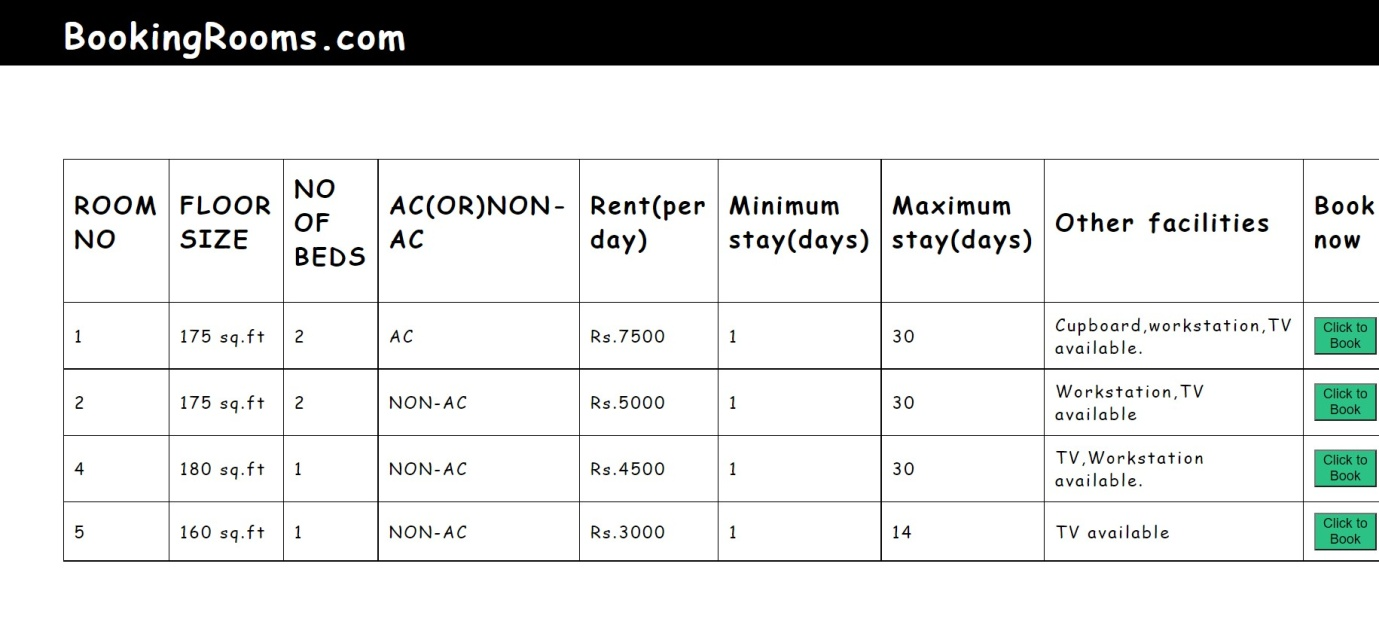 BookingRooms.com
ROOM NO
FLOOR SIZE
NO OF BEDS
AC(OR)NON-AC
Rent(per day)
Minimum stay(days)
Maximum stay(days)
Other facilities
Book now
1
175 sq.ft
2
AC
Rs.7500
1
30
Cupboard,workstation,TV
available.
Click to
Book
2
175 sq.ft
2
NON-AC
Rs.5000
1
30
Workstation,TV
available
Click to
Book
4
180 sq.ft
1
NON-AC
Rs.4500
1
30
TV,Workstation
available.
Click to
Book
5
160 sq.ft
1
NON-AC
Rs.3000
1
14
TV available
Click to
Book